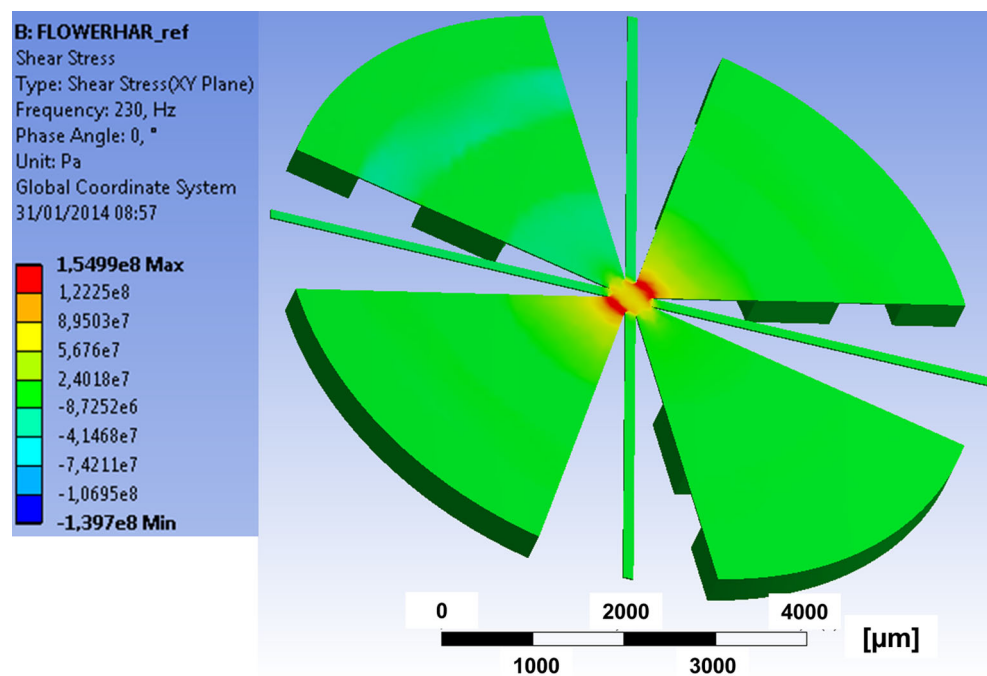 B: FLOWERHAR_ref
Shear Stress
Type: Shear Stress(XY Plane)
Frequency: 230, Hz
Phase Angle: 0, °
Unit: Pa
Global Coordinate System
31/01/2014 08:57
1,5499e8 Max
1,2225e8
8,9503e7
5,676e7
2,4018e7
-8,7252e6
-4,1468e7
-7,4211e7
-1,0695e8
-1,397e8 Min
0 2000 4000
[µm]
1000 3000